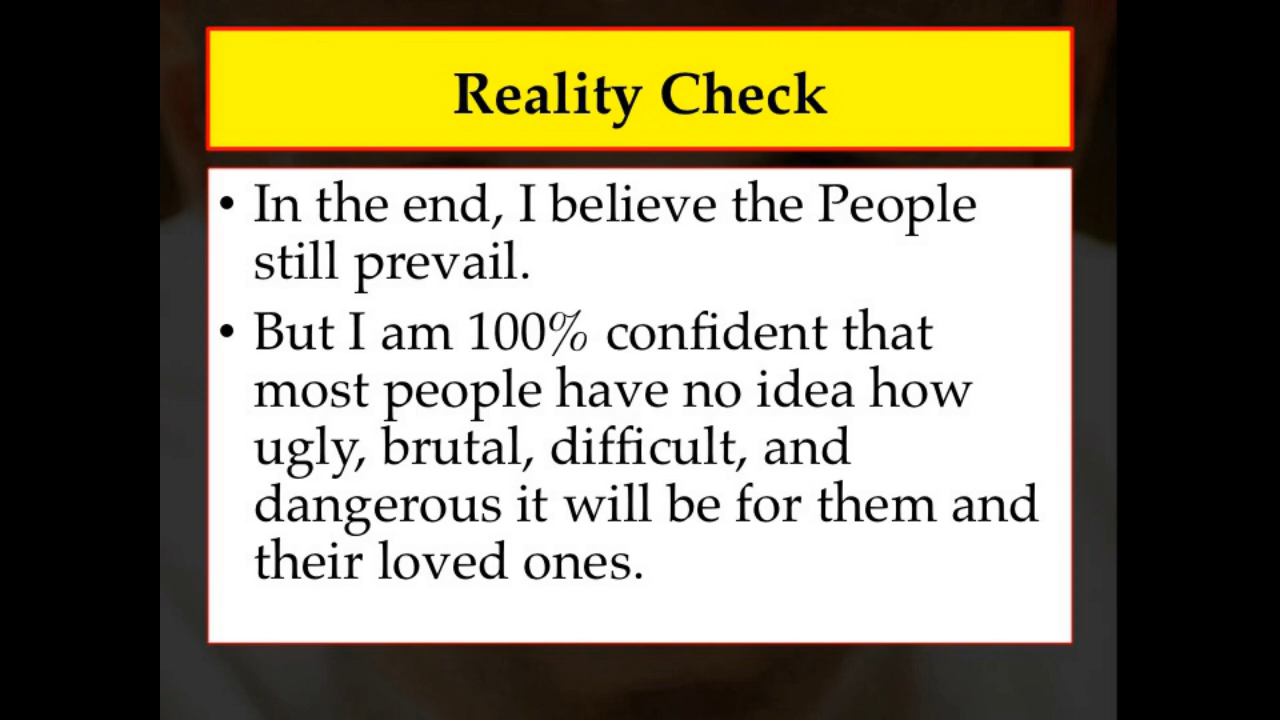 Reality Check
• In the end, I believe the People
still prevail.
• But I am 100% confident that
most people have no idea how
ugly, brutal, difficult, and
dangerous it will be for them and
their loved ones.